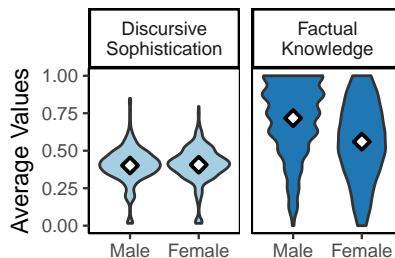 Discursive
Sophistication
Factual
Knowledge
Average Values
1.00
0.75
0.50
0.25
0.00
Male
Female
Male
Female